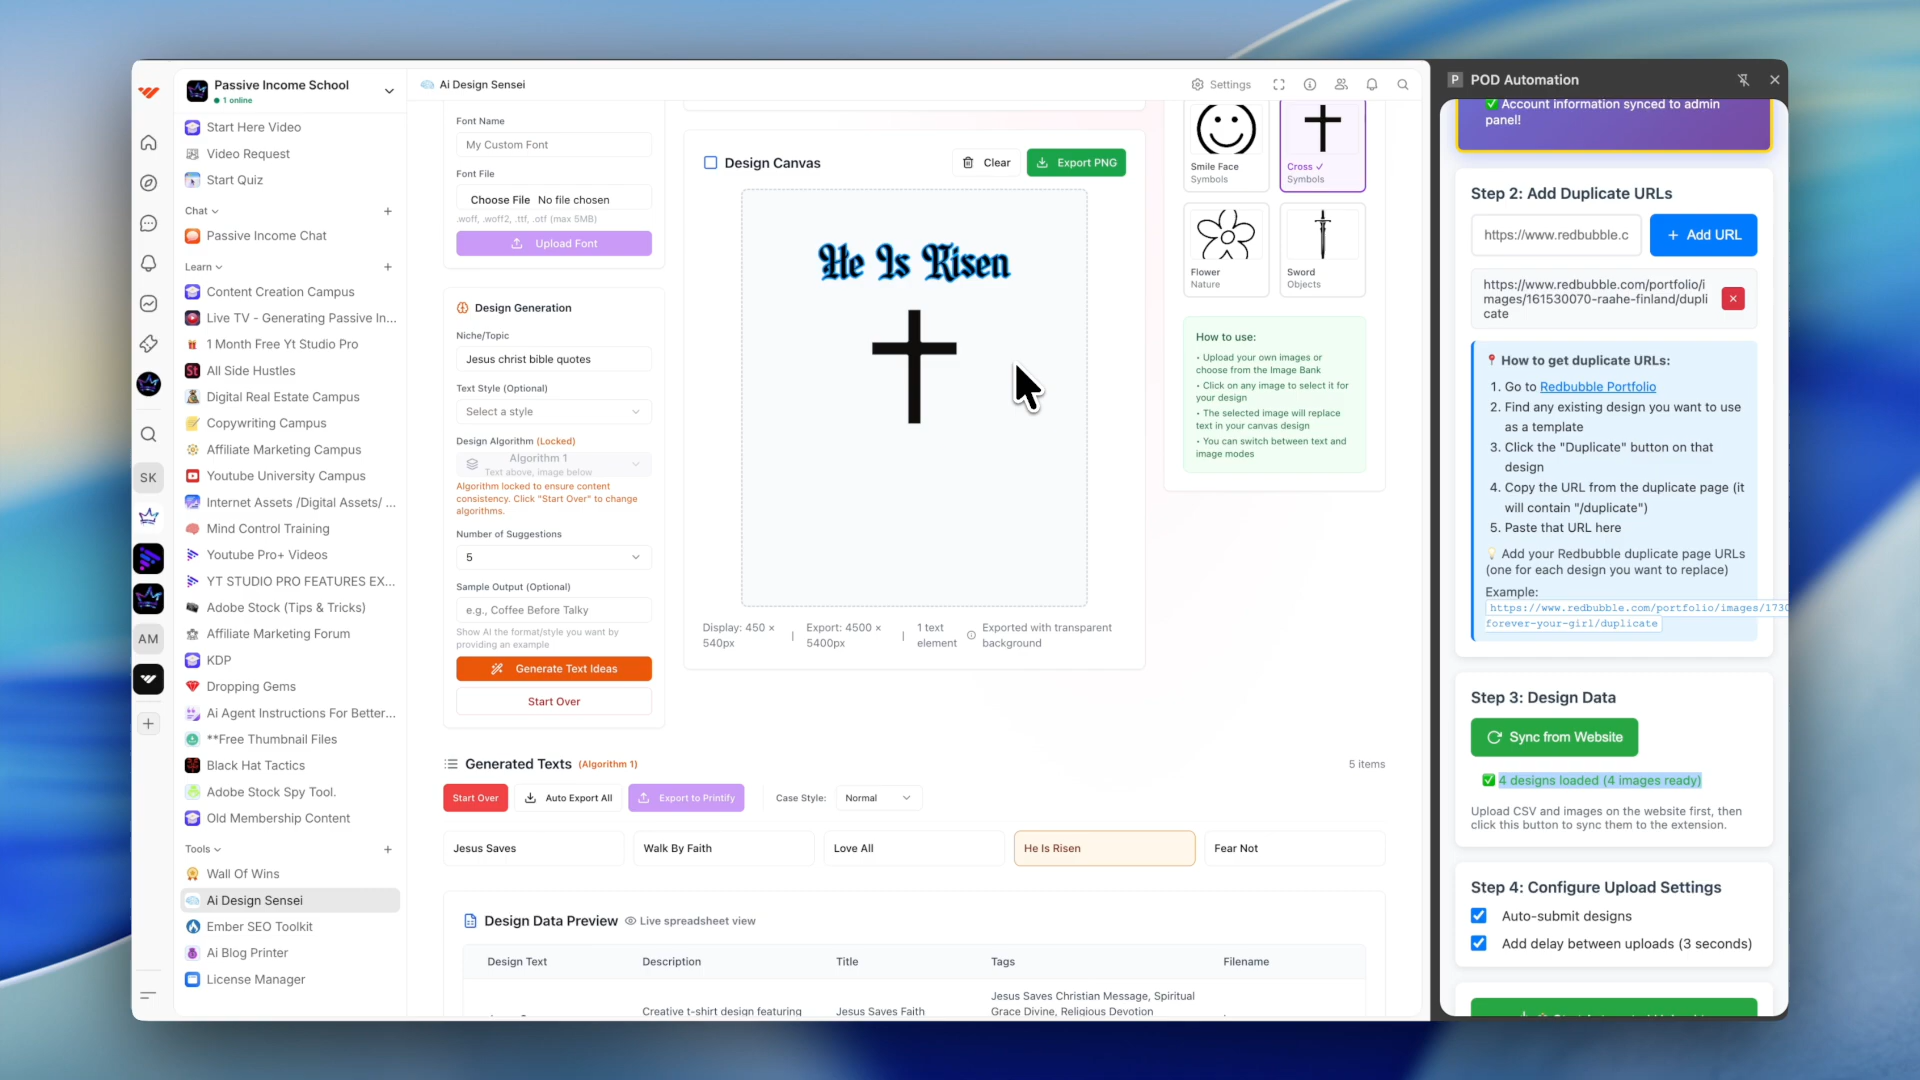 Passive Income School
1 online
Start Here Video
Video Request
Start Quiz
Chat
Passive Income Chat
Learn
Content Creation Campus
Live TV - Generating Passive In...
1 Month Free Yt Studio Pro
All Side Hustles
Digital Real Estate Campus
Copywriting Campus
Affiliate Marketing Campus
Youtube University Campus
Internet Assets /Digital Assets/ ...
Mind Control Training
Youtube Pro+ Videos
YT STUDIO PRO FEATURES EX...
Adobe Stock (Tips & Tricks)
Affiliate Marketing Forum
KDP
Dropping Gems
Ai Agent Instructions For Better...
**Free Thumbnail Files
Black Hat Tactics
Adobe Stock Spy Tool.
Old Membership Content
Tools
Wall Of Wins
Ai Design Sensei
Ember SEO Toolkit
Ai Blog Printer
License Manager
SK
AM
Ai Design Sensei
Settings
Font Name
My Custom Font
Font File
Choose File No file chosen
.woff, .woff2, .ttf, .otf (max 5MB)
Upload Font
Design Generation
Niche/Topic
Jesus christ bible quotes
Text Style (Optional)
Select a style
Design Algorithm (Locked)
Algorithm 1
Text above, image below
Algorithm locked to ensure content
consistency. Click "Start Over" to change
algorithms.
Number of Suggestions
5
Sample Output (Optional)
e.g., Coffee Before Talky
Show AI the format/style you want by
providing an example
Generate Text Ideas
Start Over
Design Canvas
Clear
Export PNG
He Is Risen
Display: 450 ×
540px
|
Export: 4500 ×
5400px
|
1 text
element
Exported with transparent
background
Smile Face
Symbols
Cross ✓
Symbols
Flower
Nature
Sword
Objects
How to use:
• Upload your own images or
choose from the Image Bank
• Click on any image to select it for
your design
• The selected image will replace
text in your canvas design
• You can switch between text and
image modes
Generated Texts (Algorithm 1)
5 items
Start Over
Auto Export All
Export to Printify
Case Style:
Normal
Jesus Saves
Walk By Faith
Love All
He Is Risen
Fear Not
Design Data Preview
Live spreadsheet view
Design Text
Description
Title
Tags
Filename
Creative t-shirt design featuring
Jesus Saves Faith
Jesus Saves Christian Message, Spiritual
Grace Divine, Religious Devotion
P POD Automation
✅ Account information synced to admin
panel!
Step 2: Add Duplicate URLs
https://www.redbubble.c
+ Add URL
https://www.redbubble.com/portfolio/i
mages/161530070-raahe-finland/dupli
cate
How to get duplicate URLs:
1. Go to Redbubble Portfolio
2. Find any existing design you want to use
as a template
3. Click the "Duplicate" button on that
design
4. Copy the URL from the duplicate page (it
will contain "/duplicate")
5. Paste that URL here
Add your Redbubble duplicate page URLs
(one for each design you want to replace)
Example:
https://www.redbubble.com/portfolio/images/1730
forever-your-girl/duplicate
Step 3: Design Data
Sync from Website
✅ 4 designs loaded (4 images ready)
Upload CSV and images on the website first, then
click this button to sync them to the extension.
Step 4: Configure Upload Settings
Auto-submit designs
Add delay between uploads (3 seconds)